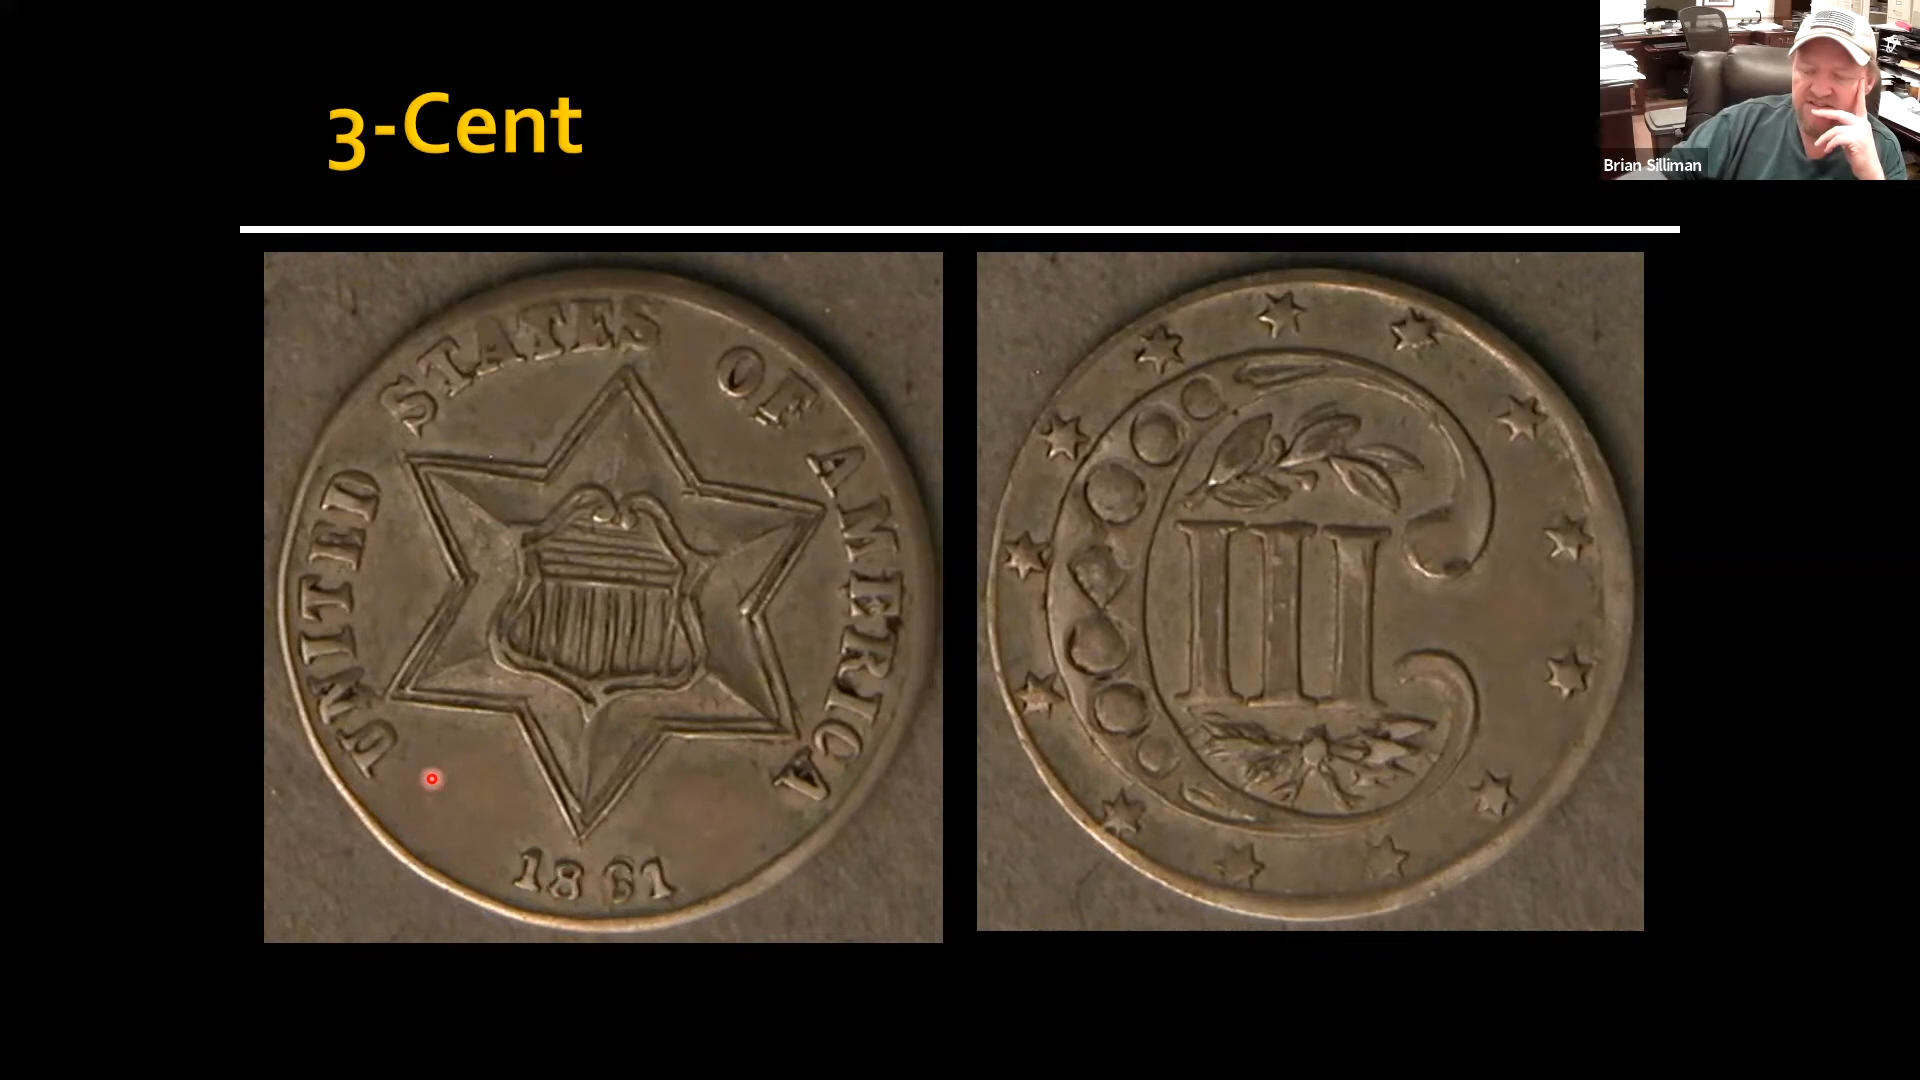 3-Cent
Brian Silliman
UNITED STATES OF AMERICA
1861
III